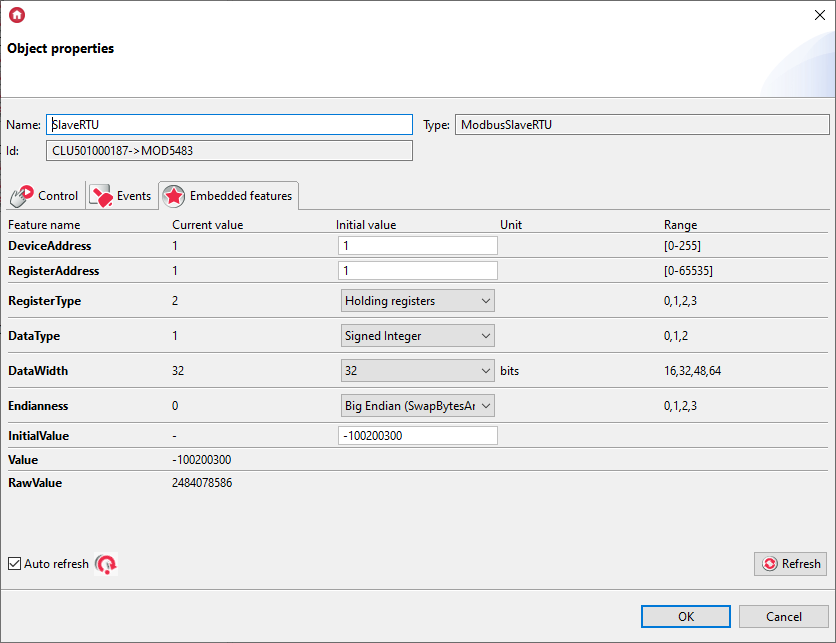 Object properties
Name: SlaveRTU Type: ModbusSlaveRTU
Id: CLU501000187->MOD5483
Control Events Embedded features
Feature name Current value Initial value Unit Range
DeviceAddress 1 1 [0-255]
RegisterAddress 1 1 [0-65535]
RegisterType 2 Holding registers 0,1,2,3
DataType 1 Signed Integer 0,1,2
DataWidth 32 32 bits 16,32,48,64
Endianness 0 Big Endian (SwapBytesAr 0,1,2,3
InitialValue - -100200300
Value -100200300
RawValue 2484078586
Auto refresh Refresh
OK Cancel